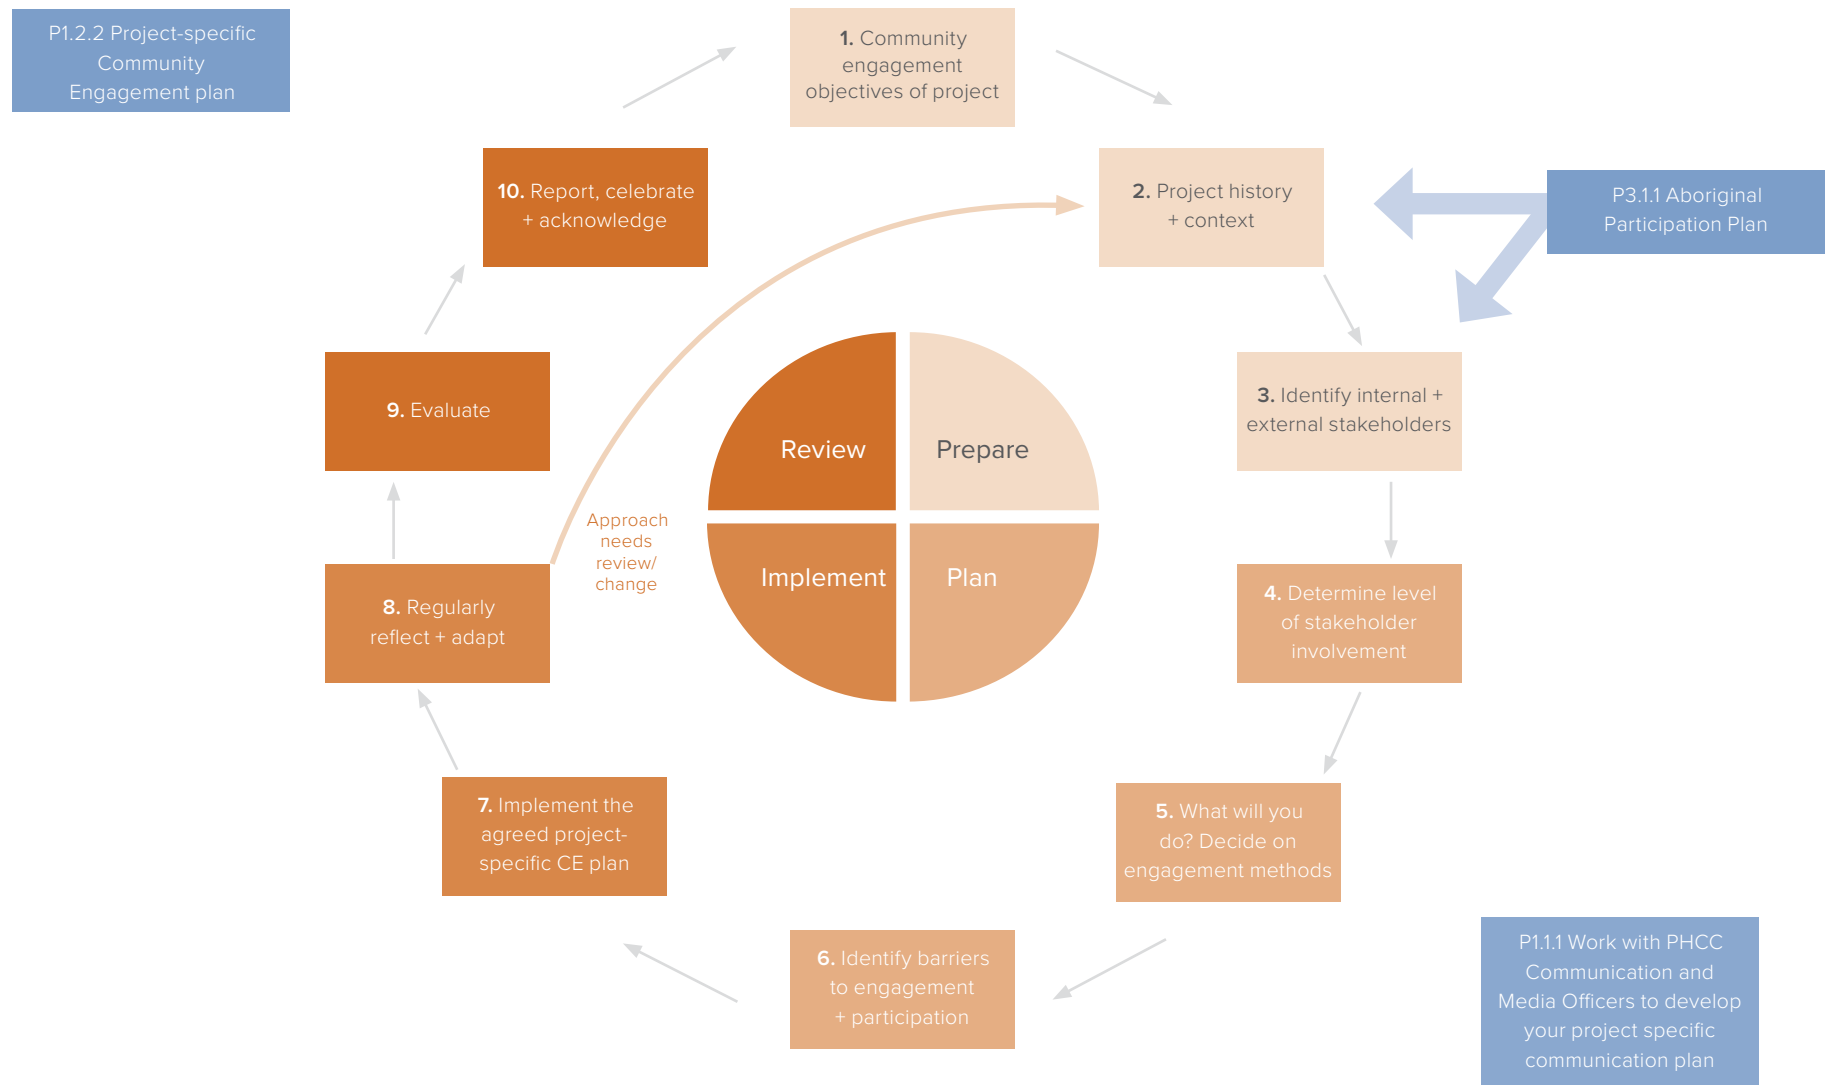 P1.2.2 Project-specific
Community
Engagement plan
1. Community
engagement
objectives of project
10. Report, celebrate
+ acknowledge
2. Project history
+ context
P3.1.1 Aboriginal
Participation Plan
9. Evaluate
3. Identify internal +
external stakeholders
Review
Prepare
Approach
needs
review/
change
Implement
Plan
8. Regularly
reflect + adapt
4. Determine level
of stakeholder
involvement
7. Implement the
agreed project-
specific CE plan
5. What will you
do? Decide on
engagement methods
6. Identify barriers
to engagement
+ participation
P1.1.1 Work with PHCC
Communication and
Media Officers to develop
your project specific
communication plan